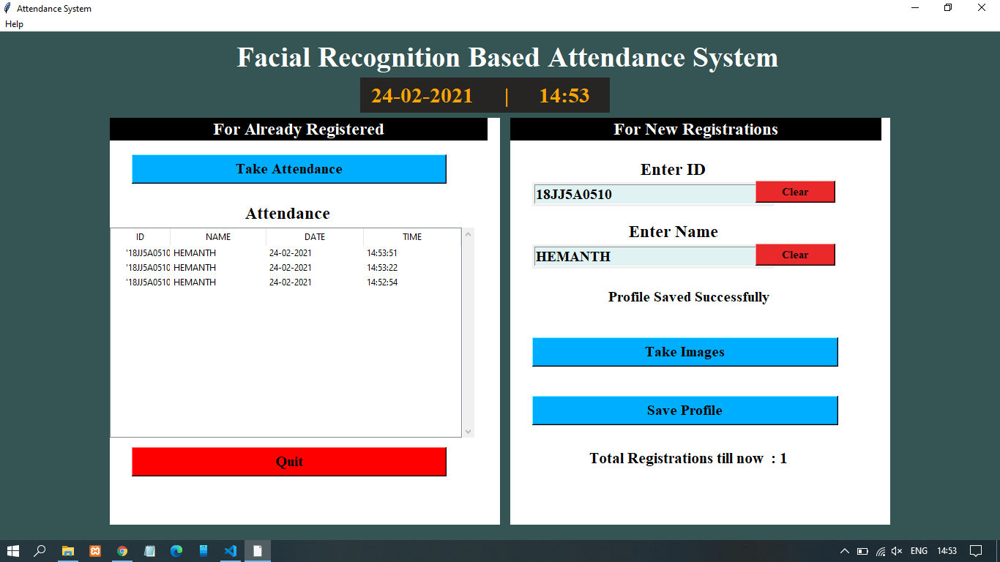 Attendance System
Help
Facial Recognition Based Attendance System
24-02-2021 | 14:53
For Already Registered
Take Attendance
Attendance
ID NAME DATE TIME
'18JJ5A0510 HEMANTH 24-02-2021 14:53:51
'18JJ5A0510 HEMANTH 24-02-2021 14:53:22
'18JJ5A0510 HEMANTH 24-02-2021 14:52:54
Quit
For New Registrations
Enter ID
18JJ5A0510 Clear
Enter Name
HEMANTH Clear
Profile Saved Successfully
Take Images
Save Profile
Total Registrations till now : 1
ENG 14:53